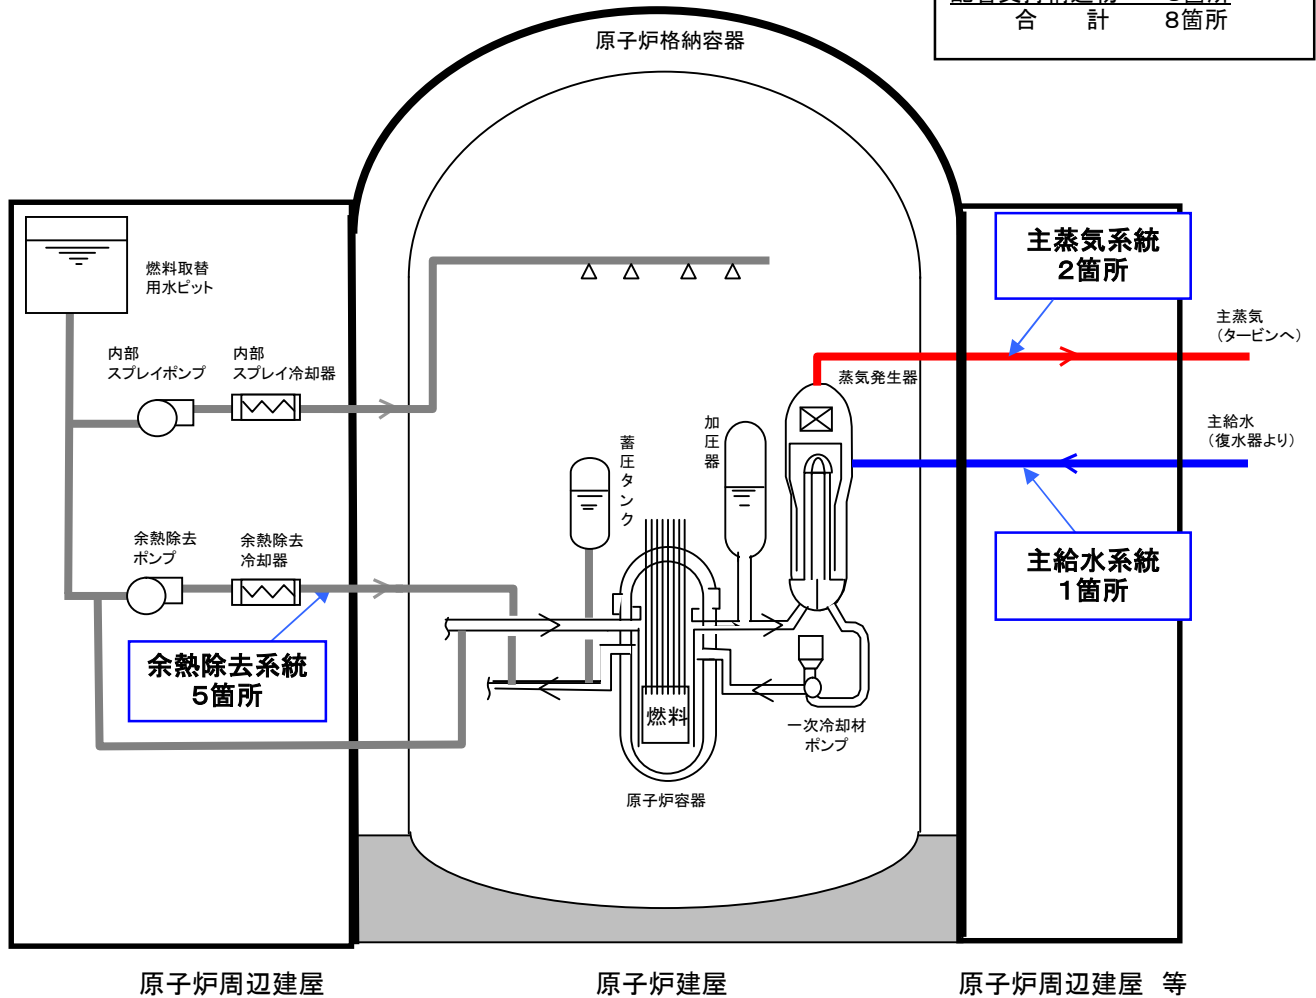 合 計 8箇所
原子炉格納容器
燃料取替
用水ピット
内部
スプレイポンプ
内部
スプレイ冷却器
主蒸気系統
2箇所
主蒸気
(タービンへ)
蒸気発生器
主給水
(復水器より)
加圧器
蓄圧タンク
余熱除去
ポンプ
余熱除去
冷却器
主給水系統
1箇所
余熱除去系統
5箇所
燃料
一次冷却材
ポンプ
原子炉容器
原子炉周辺建屋
原子炉建屋
原子炉周辺建屋 等